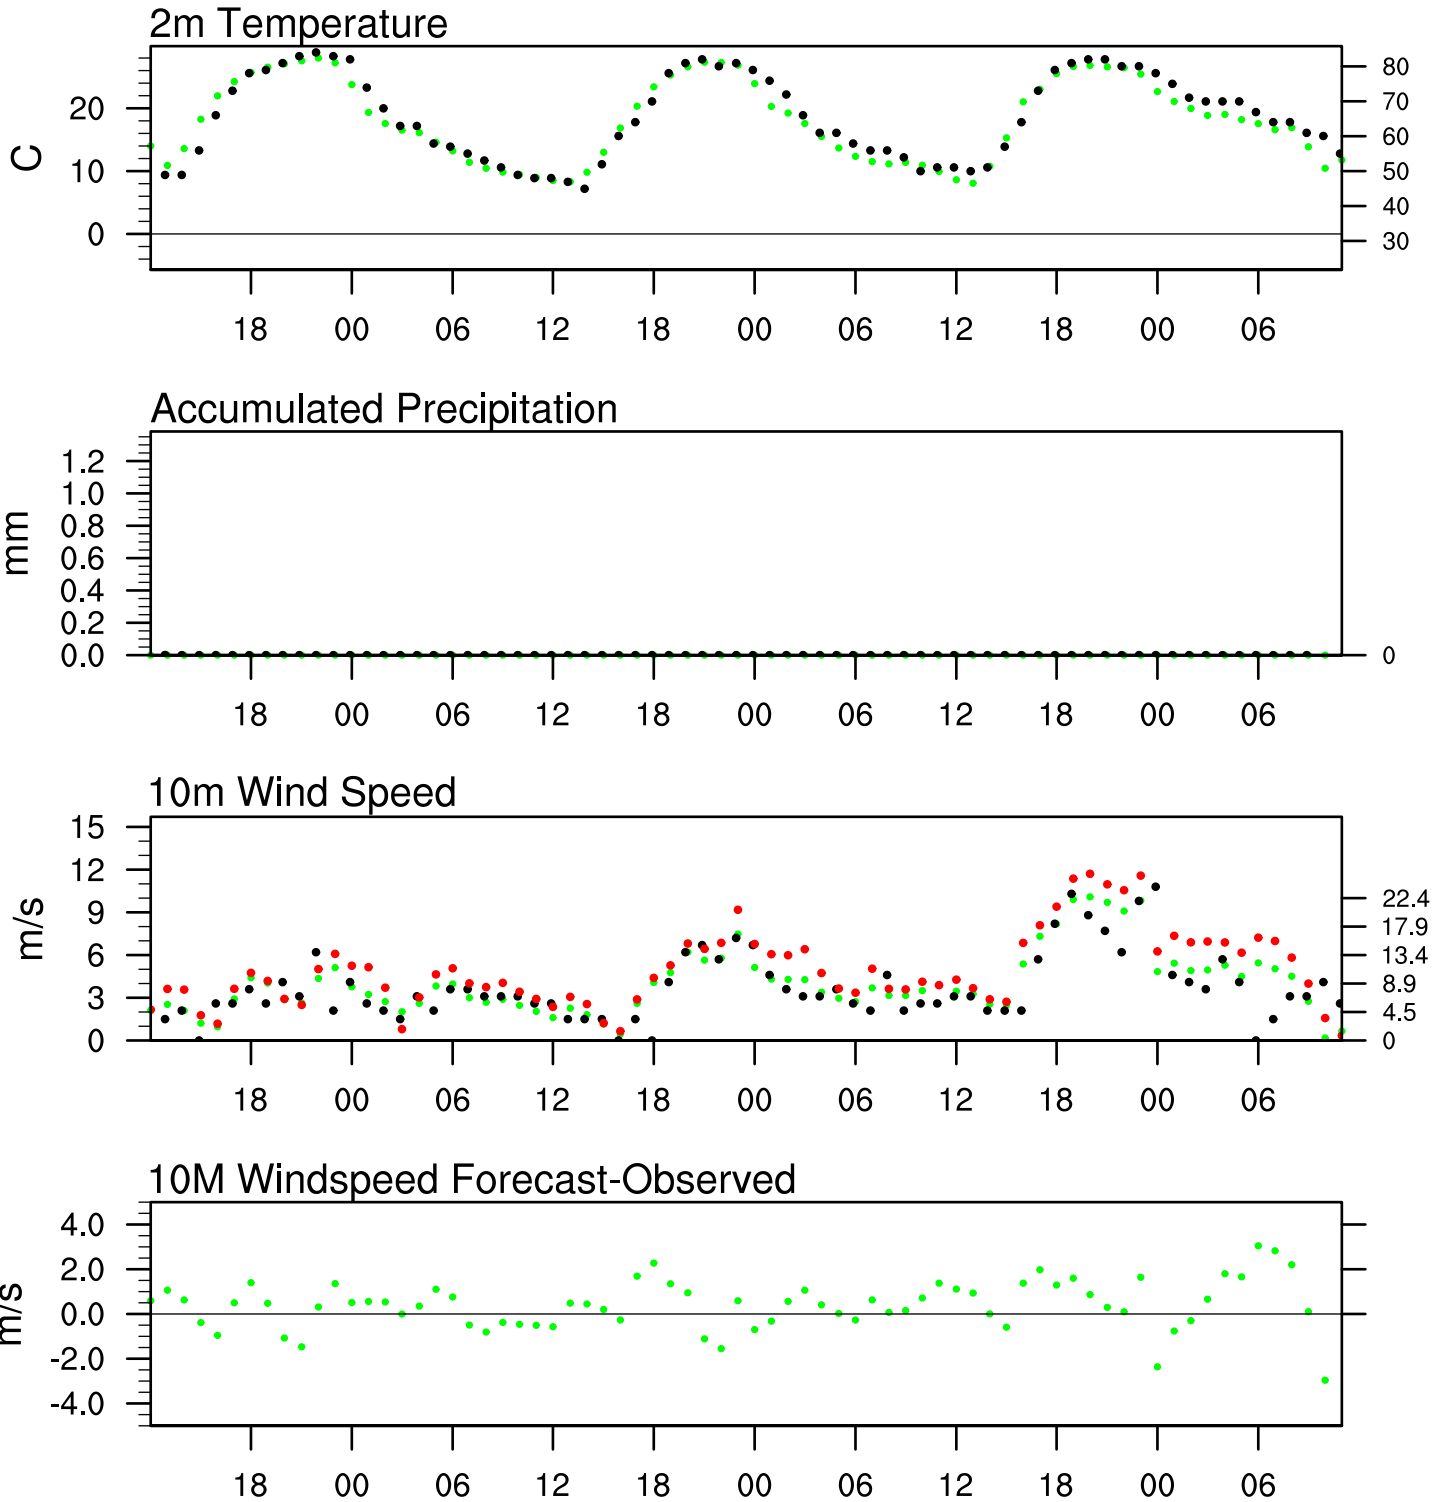 2m Temperature
C
20
10
0
80
70
60
50
40
30
18 00 06 12 18 00 06 12 18 00 06
Accumulated Precipitation
mm
1.2
1.0
0.8
0.6
0.4
0.2
0.0
0
18 00 06 12 18 00 06 12 18 00 06
10m Wind Speed
m/s
15
12
9
6
3
0
22.4
17.9
13.4
8.9
4.5
0
18 00 06 12 18 00 06 12 18 00 06
10M Windspeed Forecast-Observed
m/s
4.0
2.0
0.0
-2.0
-4.0
18 00 06 12 18 00 06 12 18 00 06